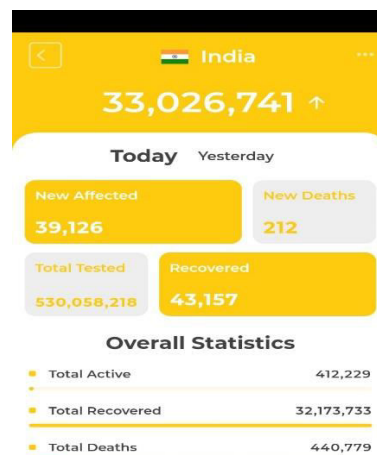 India
33,026,741 ↑
Today Yesterday
New Affected
39,126
New Deaths
212
Total Tested
530,058,218
Recovered
43,157
Overall Statistics
Total Active 412,229
Total Recovered 32,173,733
Total Deaths 440,779